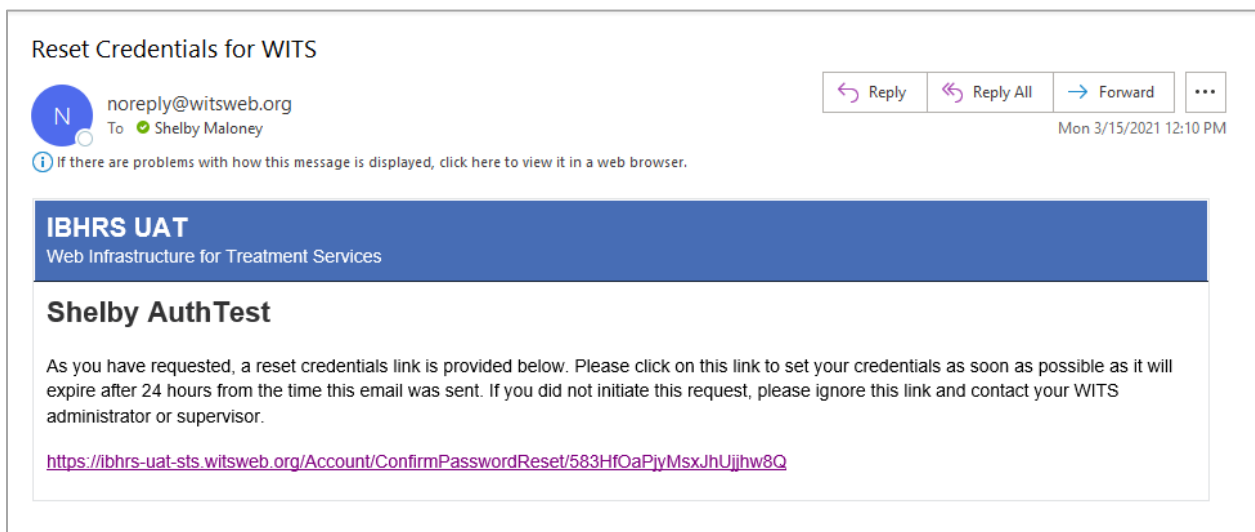 Reset Credentials for WITS
N
noreply@witsweb.org
To Shelby Maloney
Reply
Reply All
Forward
...
Mon 3/15/2021 12:10 PM
If there are problems with how this message is displayed, click here to view it in a web browser.
IBHRS UAT
Web Infrastructure for Treatment Services
Shelby AuthTest
As you have requested, a reset credentials link is provided below. Please click on this link to set your credentials as soon as possible as it will
expire after 24 hours from the time this email was sent. If you did not initiate this request, please ignore this link and contact your WITS
administrator or supervisor.
https://ibhrs-uat-sts.witsweb.org/Account/ConfirmPasswordReset/583HfOaPjyMsxJhUjjhw8Q